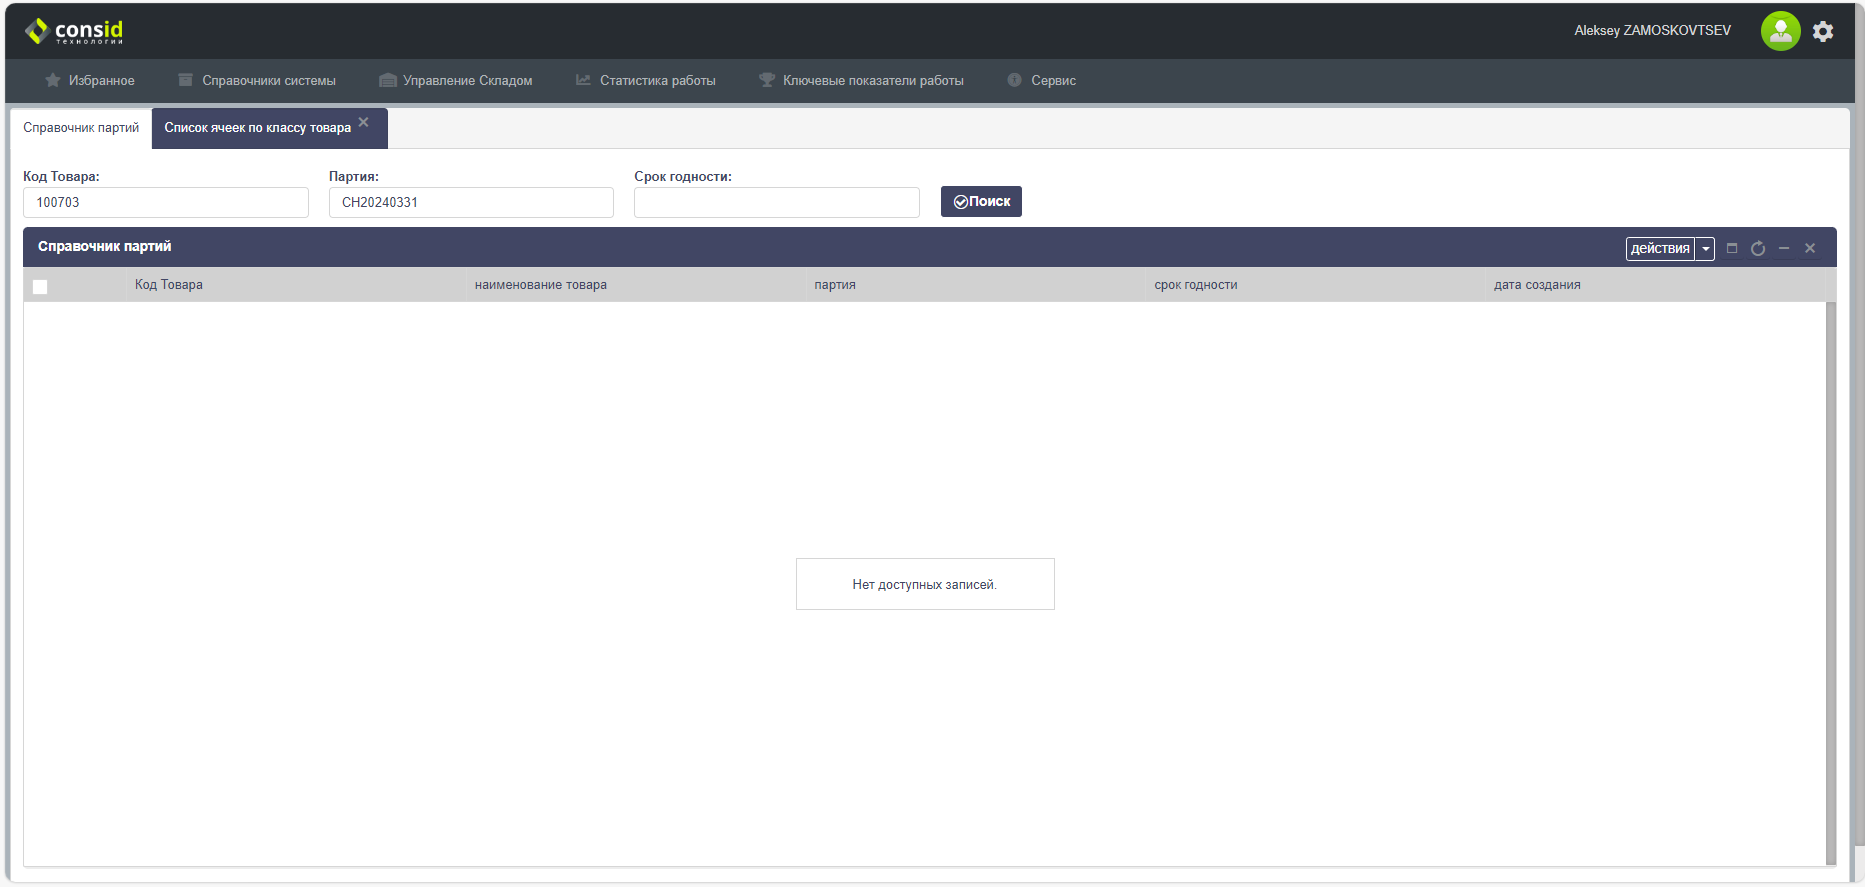 consid
технологии
Aleksey ZAMOSKOVTSEV
Избранное
Справочники системы
Управление Складом
Статистика работы
Ключевые показатели работы
Сервис
Справочник партий
Список ячеек по классу товара
Код Товара:
Партия:
Срок годности:
100703
CH20240331
Поиск
Справочник партий
действия
Код Товара
наименование товара
партия
срок годности
дата создания
Нет доступных записей.